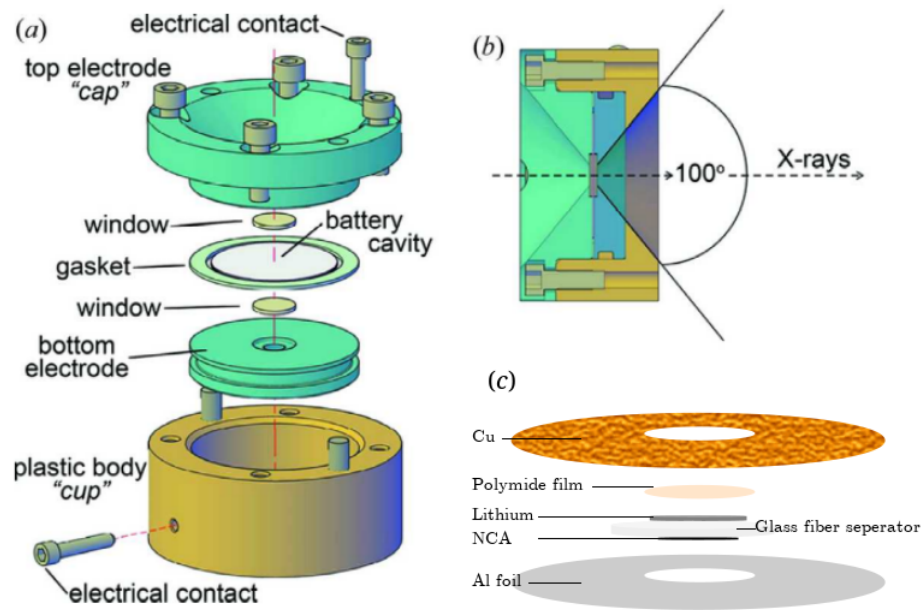 (a)
electrical contact
top electrode
"cap"
window
battery
cavity
gasket
window
bottom
electrode
plastic body
"cup"
electrical contact
(b)
100°
X-rays
(c)
Cu
Polymide film
Lithium
Glass fiber seperator
NCA
Al foil